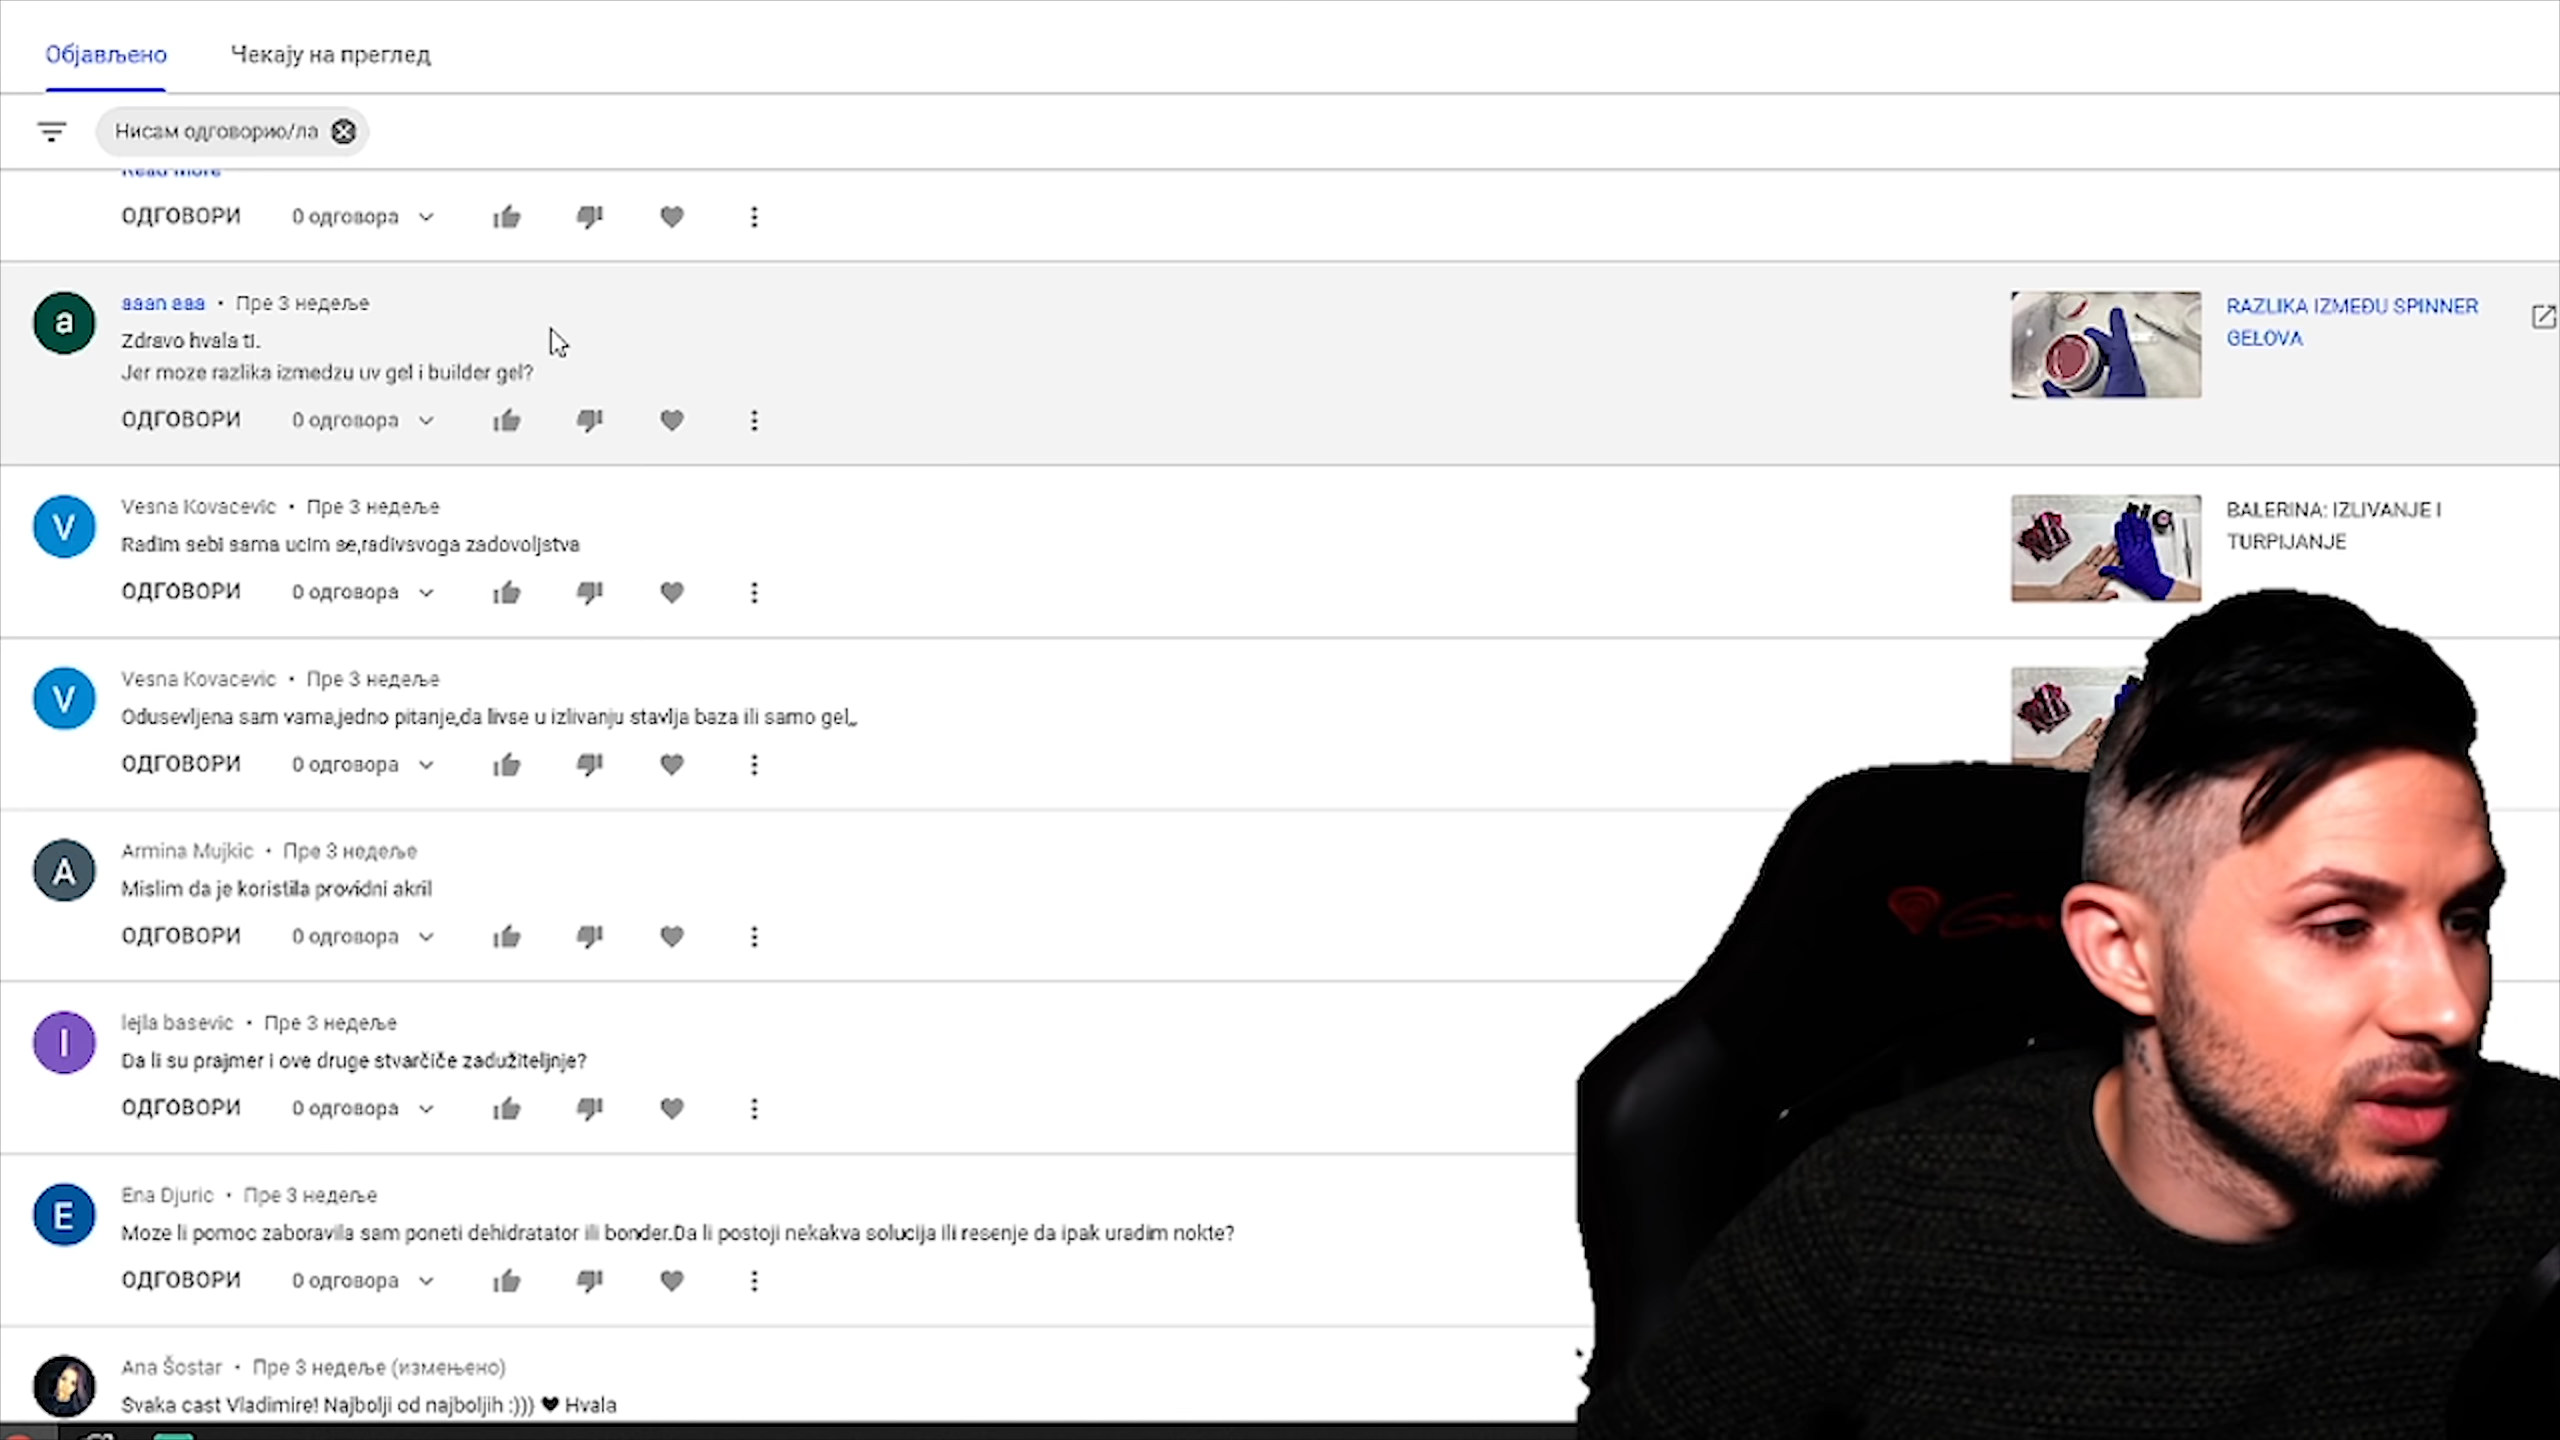 Објављено
Чекају на преглед
Нисам одговорио/ла
Read more
ОДГОВОРИ 0 одговора
aaan aaa • Пре 3 недеље
Zdravo hvala ti.
Jer moze razlika izmedzu uv gel i builder gel?
ОДГОВОРИ 0 одговора
RAZLIKA IZMEĐU SPINNER
GELOVA
Vesna Kovacevic • Пре 3 недеље
Radim sebi sama ucim se,radivsvoga zadovoljstva
ОДГОВОРИ 0 одговора
BALERINA: IZLIVANJE I
TURPIJANJE
Vesna Kovacevic • Пре 3 недеље
Odusevljena sam vama,jedno pitanje,da livse u izlivanju stavlja baza ili samo gel,,
ОДГОВОРИ 0 одговора
Armina Mujkic • Пре 3 недеље
Mislim da je koristila providni akril
ОДГОВОРИ 0 одговора
lejla basevic • Пре 3 недеље
Da li su prajmer i ove druge stvarčiče zadužiteljnje?
ОДГОВОРИ 0 одговора
Ena Djuric • Пре 3 недеље
Moze li pomoc zaboravila sam poneti dehidratator ili bonder.Da li postoji nekakva solucija ili resenje da ipak uradim nokte?
ОДГОВОРИ 0 одговора
Ana Šostar • Пре 3 недеље (измењено)
Svaka cast Vladimire! Najbolji od najboljih :))) ♥ Hvala